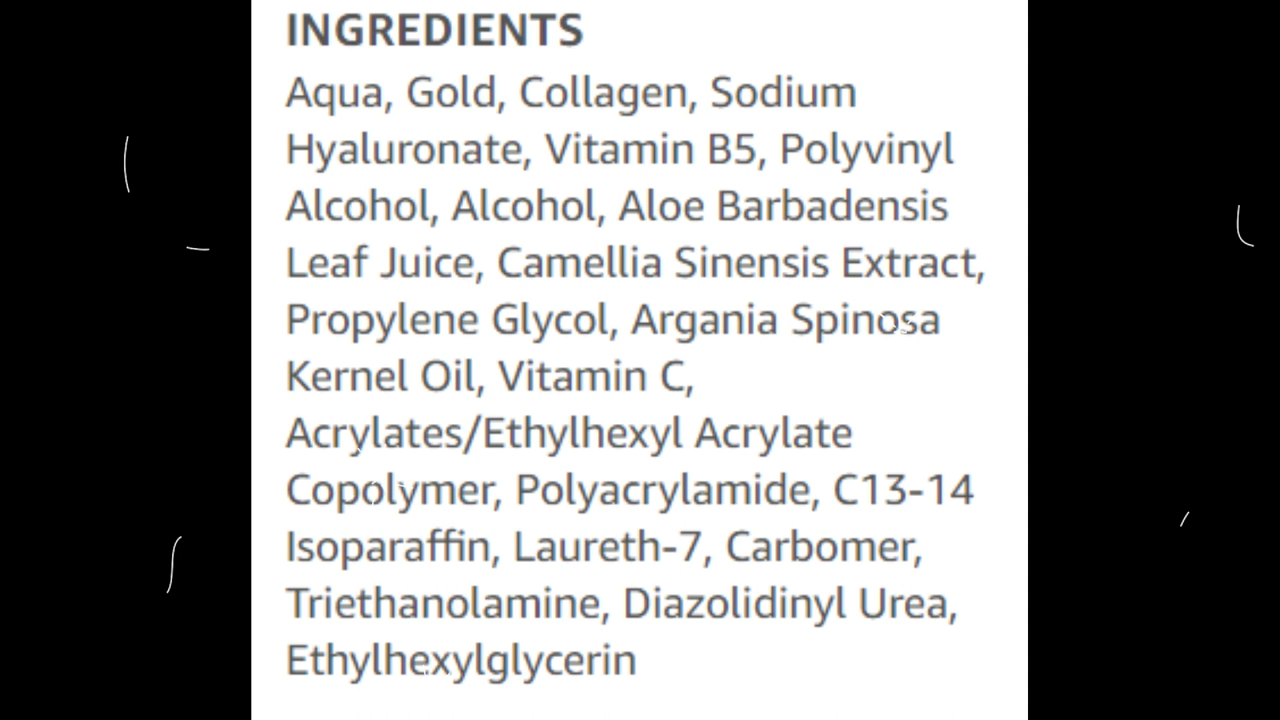 INGREDIENTS
Aqua, Gold, Collagen, Sodium
Hyaluronate, Vitamin B5, Polyvinyl
Alcohol, Alcohol, Aloe Barbadensis
Leaf Juice, Camellia Sinensis Extract,
Propylene Glycol, Argania Spinosa
Kernel Oil, Vitamin C,
Acrylates/Ethylhexyl Acrylate
Copolymer, Polyacrylamide, C13-14
Isoparaffin, Laureth-7, Carbomer,
Triethanolamine, Diazolidinyl Urea,
Ethylhexylglycerin